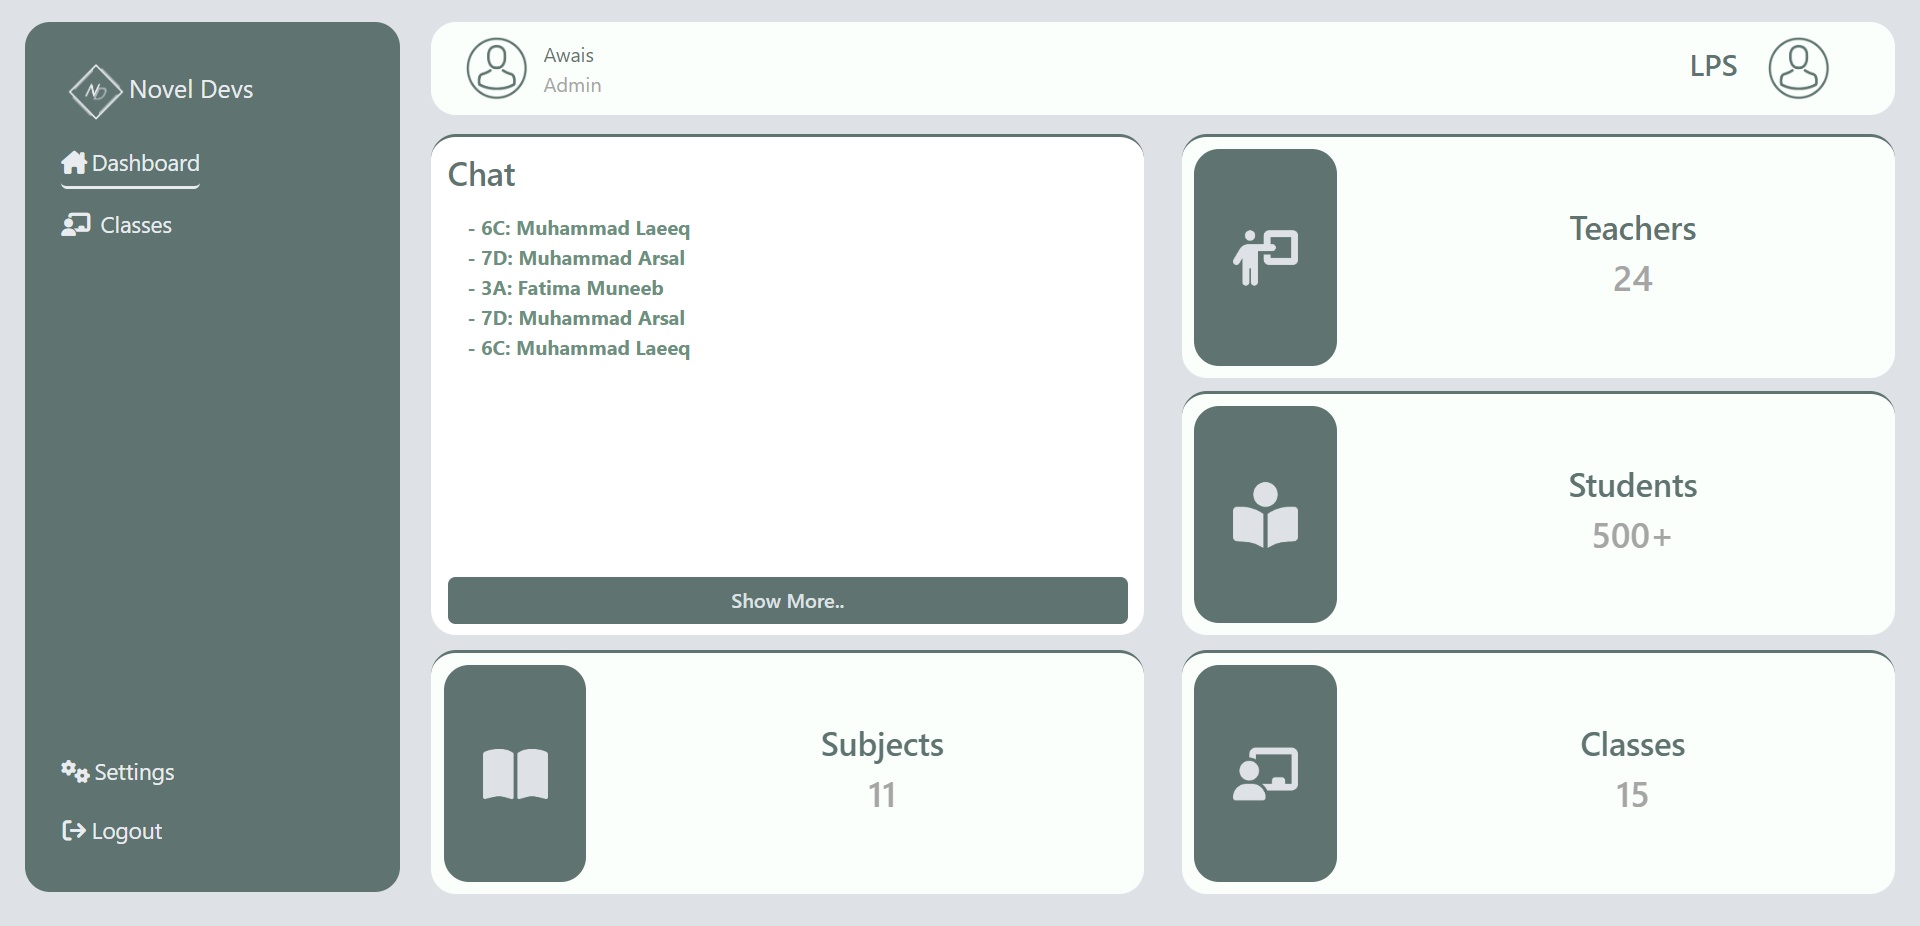 Novel Devs
Dashboard
Classes
Settings
Logout
Awais
Admin
LPS
Chat
- 6C: Muhammad Laeeq
- 7D: Muhammad Arsal
- 3A: Fatima Muneeb
- 7D: Muhammad Arsal
- 6C: Muhammad Laeeq
Show More..
Teachers
24
Students
500+
Subjects
11
Classes
15